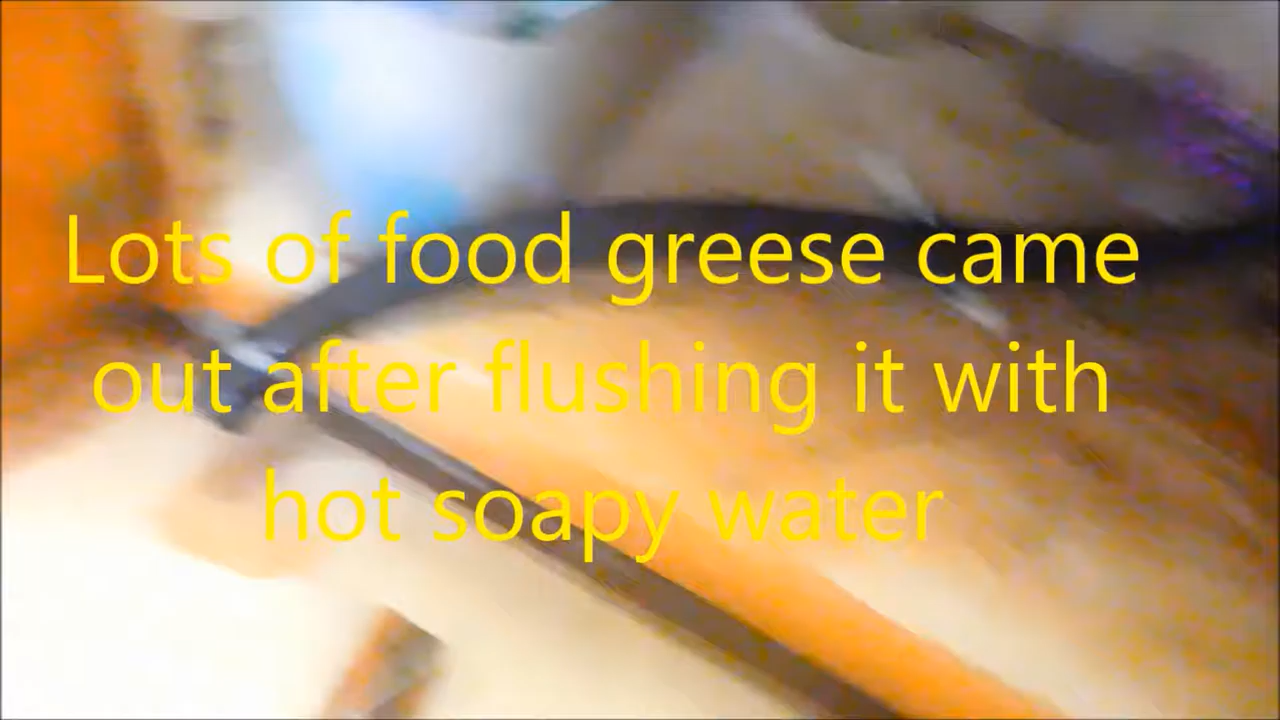 Lots of food greese came
out after flushing it with
hot soapy water